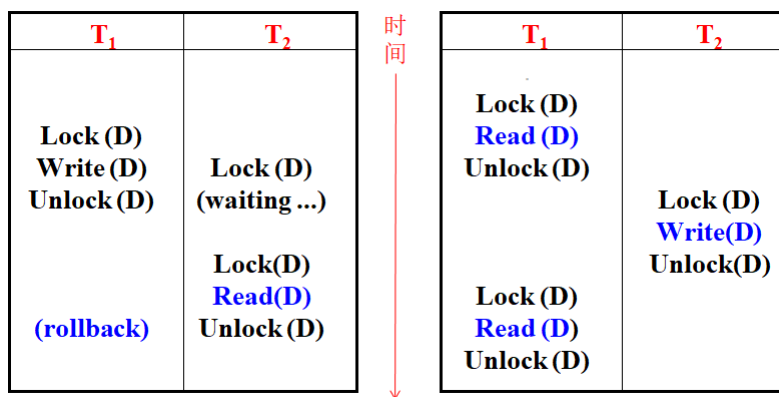 T₁ T₂
Lock (D)
Write (D) Lock (D)
Unlock (D) (waiting ...)
Lock(D)
Read(D)
(rollback) Unlock (D)
时
间
T₁ T₂
Lock (D)
Read (D)
Unlock (D)
Lock (D)
Write(D)
Unlock(D)
Lock (D)
Read (D)
Unlock (D)